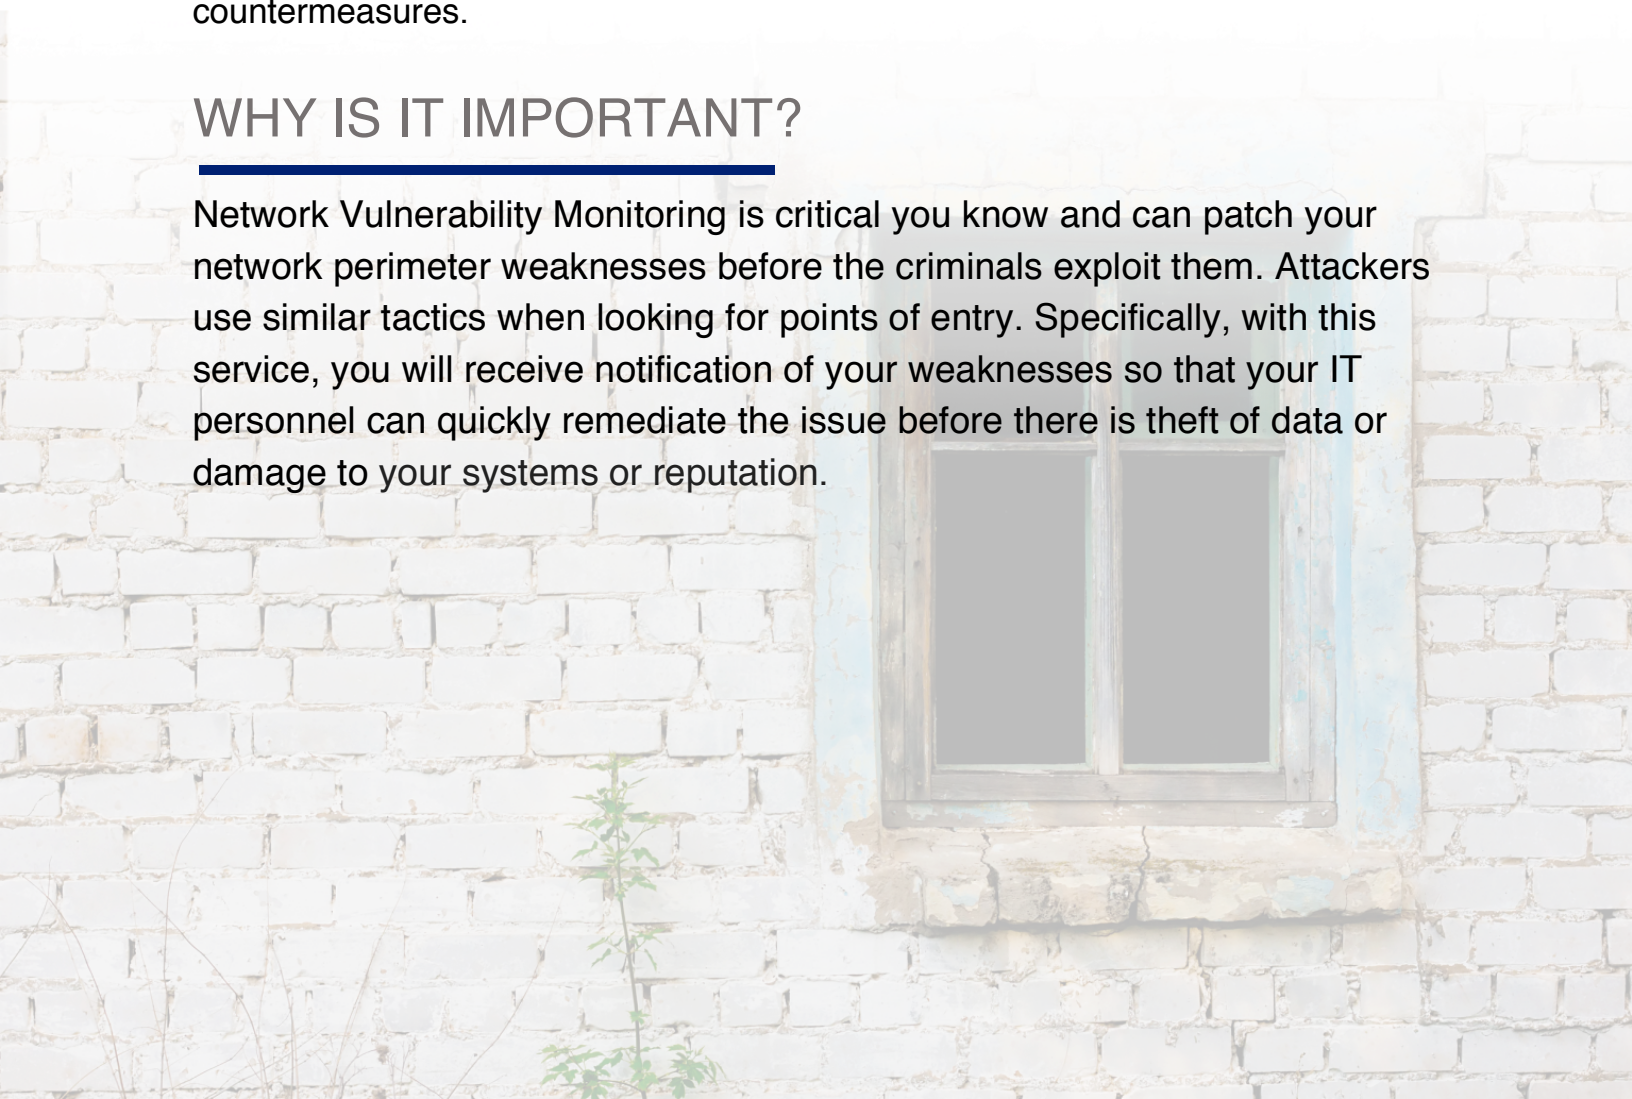 countermeasures.
WHY IS IT IMPORTANT?
Network Vulnerability Monitoring is critical you know and can patch your
network perimeter weaknesses before the criminals exploit them. Attackers
use similar tactics when looking for points of entry. Specifically, with this
service, you will receive notification of your weaknesses so that your IT
personnel can quickly remediate the issue before there is theft of data or
damage to your systems or reputation.